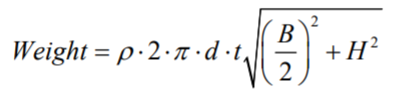 Weight = ρ·2·π·d·t√((B/2)² + H²)